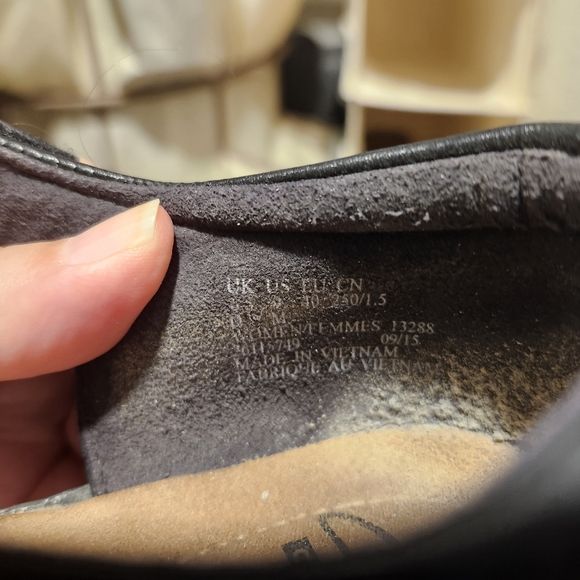 UK US EU CN
9 40 250/1.5
D M
WOMEN/FEMMES 13288
09/15
MADE IN VIETNAM
FABRIQUE AU VIETNAM